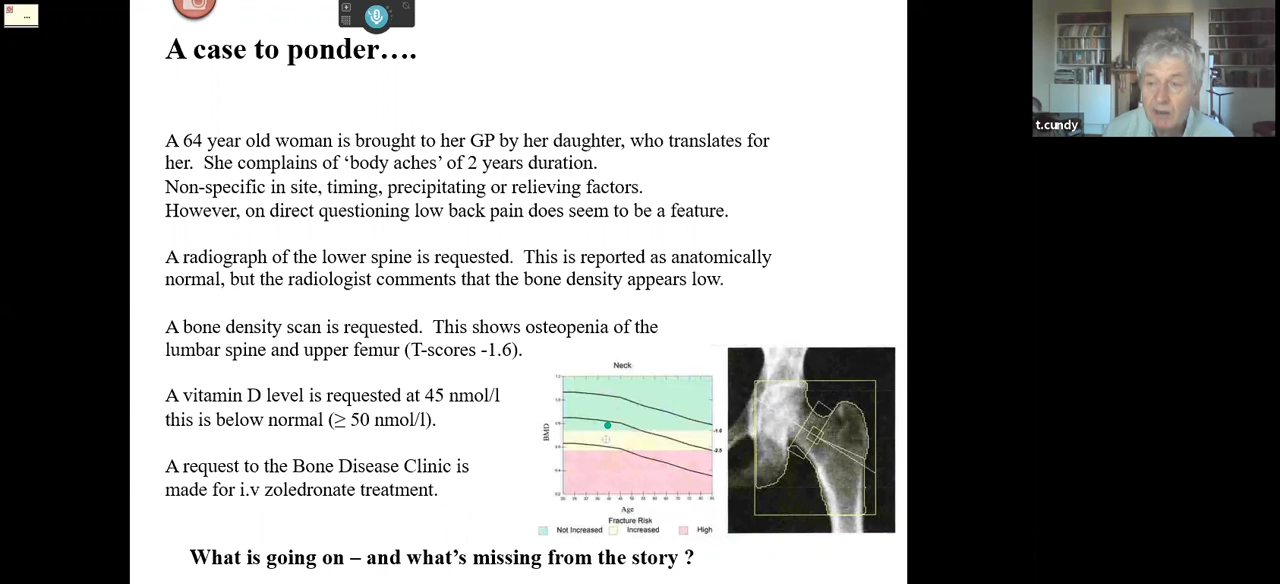 A case to ponder….
t.cundy
A 64 year old woman is brought to her GP by her daughter, who translates for
her. She complains of ‘body aches’ of 2 years duration.
Non-specific in site, timing, precipitating or relieving factors.
However, on direct questioning low back pain does seem to be a feature.
A radiograph of the lower spine is requested. This is reported as anatomically
normal, but the radiologist comments that the bone density appears low.
A bone density scan is requested. This shows osteopenia of the
lumbar spine and upper femur (T-scores -1.6).
A vitamin D level is requested at 45 nmol/l
this is below normal (≥ 50 nmol/l).
A request to the Bone Disease Clinic is
made for i.v zoledronate treatment.
Neck
BMD
Age
Fracture Risk
Not Increased Increased High
What is going on – and what’s missing from the story ?